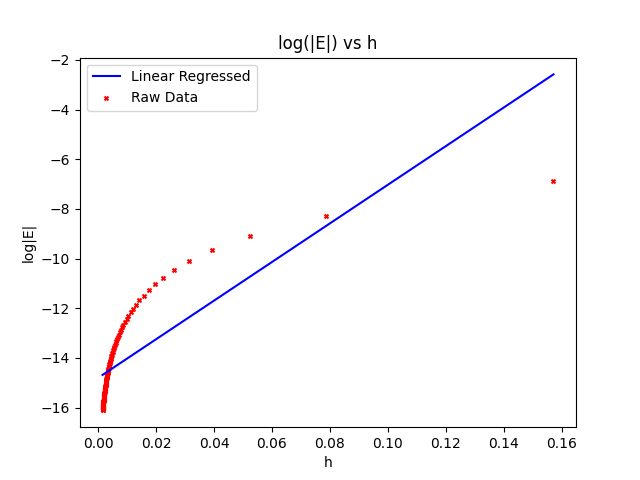 log(|E|) vs h
Linear Regressed
Raw Data
log|E|
−2
−4
−6
−8
−10
−12
−14
−16
0.00 0.02 0.04 0.06 0.08 0.10 0.12 0.14 0.16
h